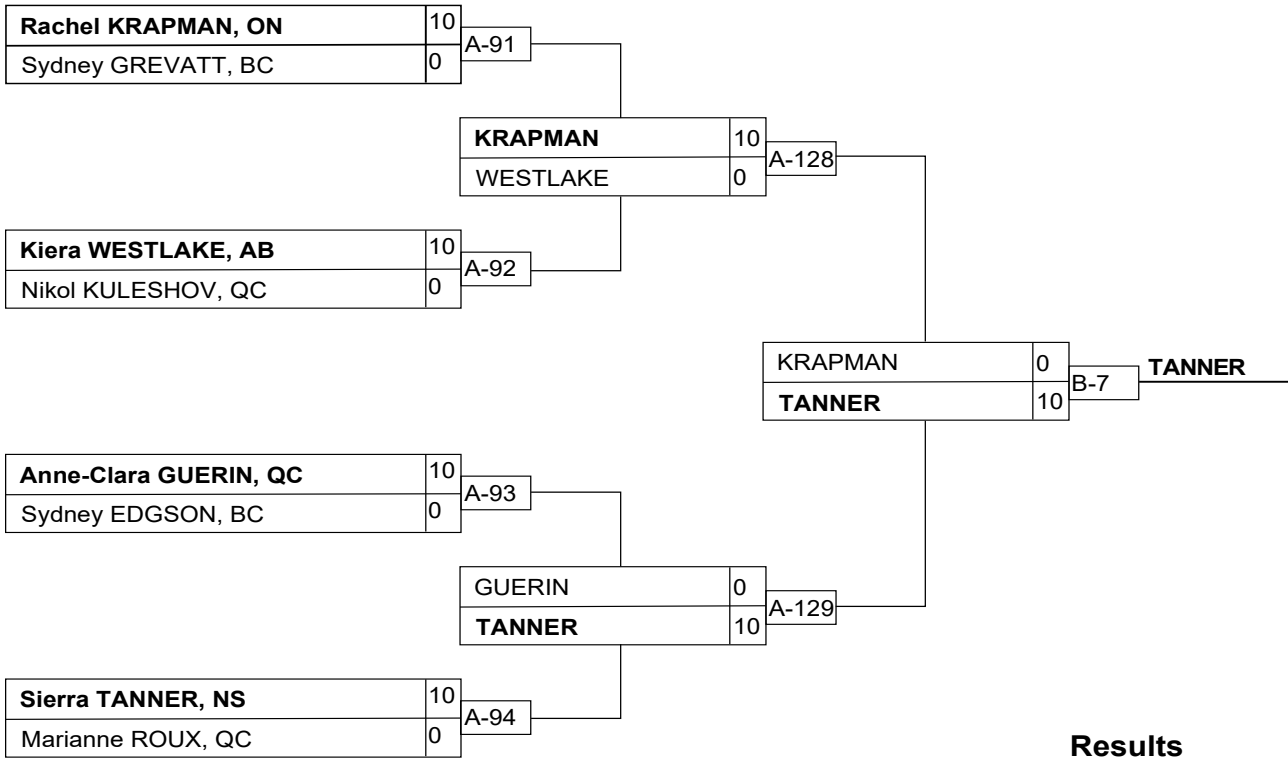 Rachel KRAPMAN, ON 10
A-91
Sydney GREVATT, BC 0
KRAPMAN 10
A-128
WESTLAKE 0
Kiera WESTLAKE, AB 10
A-92
Nikol KULESHOV, QC 0
KRAPMAN 0
B-7 TANNER
TANNER 10
Anne-Clara GUERIN, QC 10
A-93
Sydney EDGSON, BC 0
GUERIN 0
A-129
TANNER 10
Sierra TANNER, NS 10
A-94
Marianne ROUX, QC 0
Results